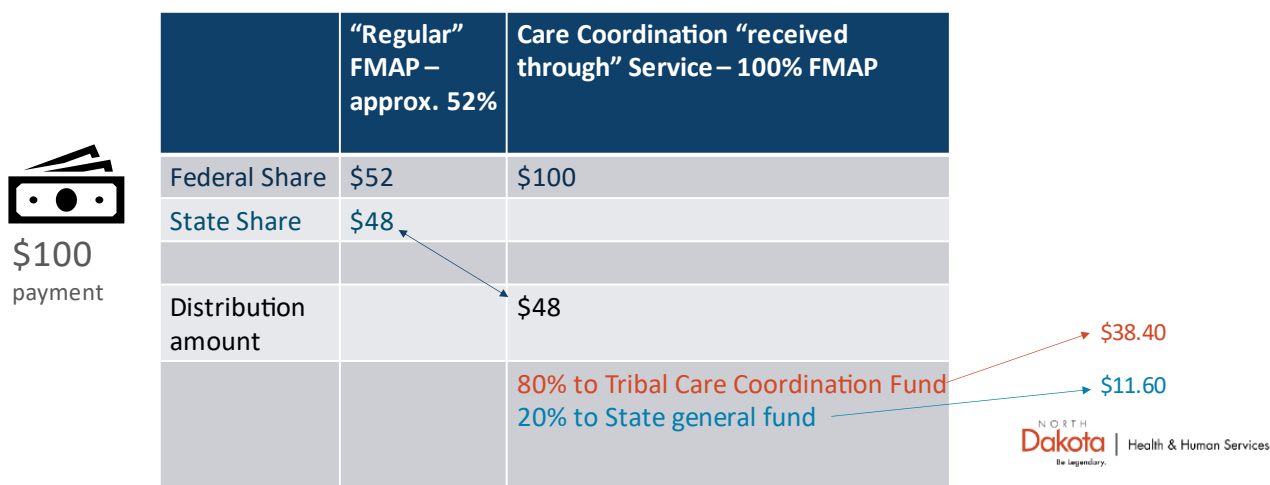 “Regular”
FMAP –
approx. 52%
Care Coordination “received
through” Service – 100% FMAP
Federal Share
$52
$100
State Share
$48
$100
payment
Distribution
amount
$48
80% to Tribal Care Coordination Fund
20% to State general fund
$38.40
$11.60
NORTH
Dakota
Be Legendary.
Health & Human Services